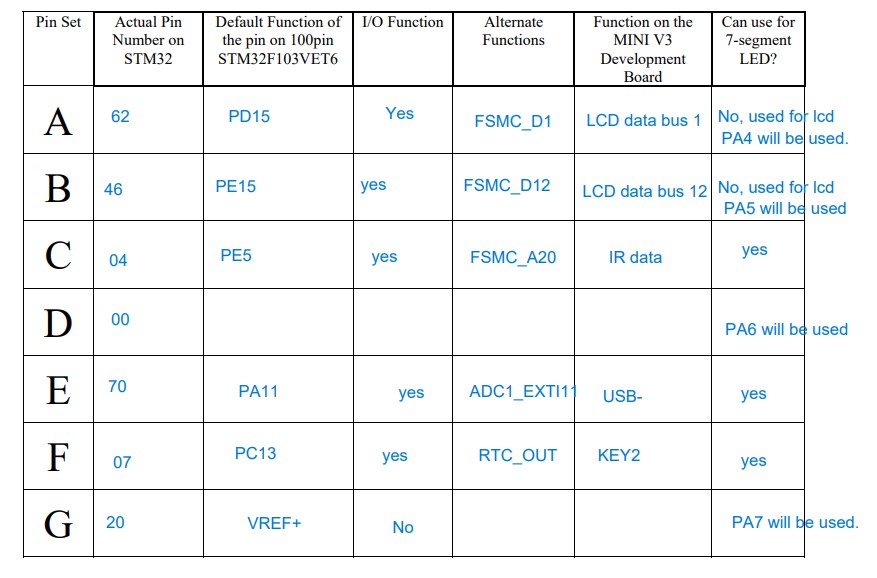 Pin Set Actual Pin Number on STM32 Default Function of the pin on 100pin STM32F103VET6 I/O Function Alternate Functions Function on the MINI V3 Development Board Can use for 7-segment LED?
A 62 PD15 Yes FSMC_D1 LCD data bus 1 No, used for lcd PA4 will be used.
B 46 PE15 yes FSMC_D12 LCD data bus 12 No, used for lcd PA5 will be used
C 04 PE5 yes FSMC_A20 IR data yes
D 00 PA6 will be used
E 70 PA11 yes ADC1_EXTI11 USB- yes
F 07 PC13 yes RTC_OUT KEY2 yes
G 20 VREF+ No PA7 will be used.